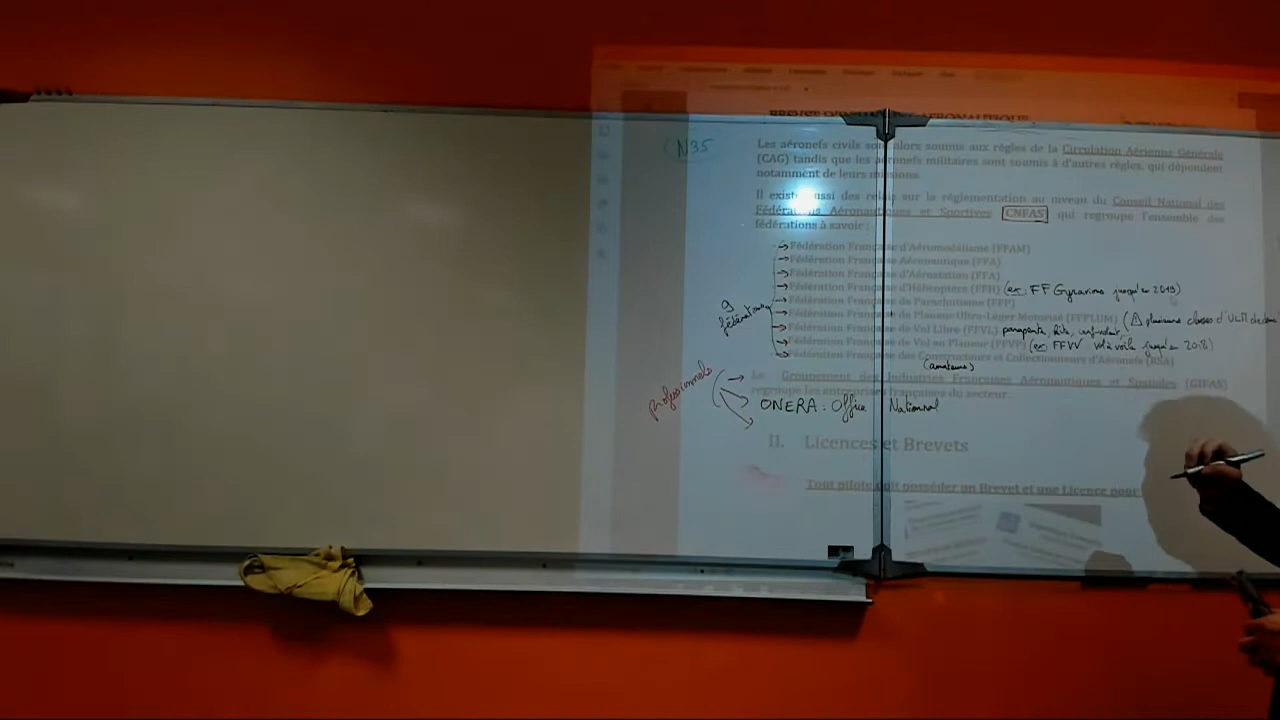 N35
Les aéronefs civils sont alors soumis aux règles de la Circulation Aérienne Générale
(CAG) tandis que les aéronefs militaires sont soumis à d'autres règles, qui dépendent
notamment de leurs missions.
Il existe aussi des relais sur la réglementation au niveau du Conseil National des
Fédérations Aéronautiques et Sportives CNFAS qui regroupe l'ensemble des
fédérations à savoir :
Fédération Française d'Aéromodélisme (FFAM)
Fédération Française Aéronautique (FFA)
Fédération Française d'Aérostation (FFA)
Fédération Française d'Hélicoptère (FFH) (ex: FF Gyravions jusqu'en 2019)
9 fédérations
Fédération Française de Parachutisme (FFP)
Fédération Française de Planeur Ultra-Léger Motorisé (FFPLUM) (⚠ plusieurs classes d'ULM
Fédération Française de Vol Libre (FFVL) parapente,
Fédération Française de Vol en Planeur (FFVP) (ex FFVV vol à voile jusqu'en 2018)
Fédération Française des Constructeurs et Collectionneurs d'Aéronefs (RSA)
(amateurs)
professionnels
Le Groupement des Industries Françaises Aéronautiques et Spatiales (GIFAS)
regroupe les entreprises françaises du secteur.
ONERA : Office National
II. Licences et Brevets
Tout pilote doit posséder un Brevet et une Licence pour